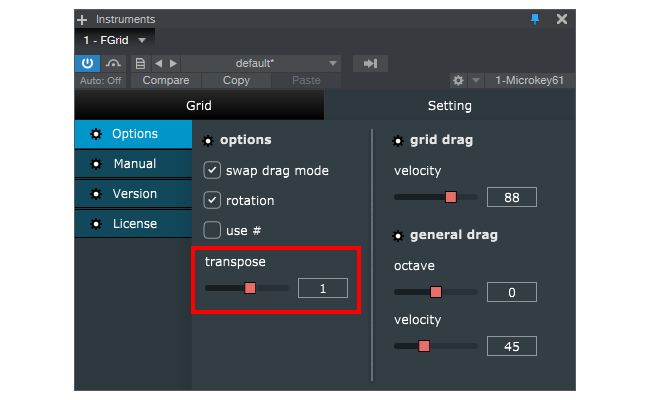 Instruments
1 - FGrid
default*
Auto: Off
Compare
Copy
Paste
1-Microkey61
Grid
Setting
Options
Manual
Version
License
options
swap drag mode
rotation
use #
transpose
1
grid drag
velocity
88
general drag
octave
0
velocity
45